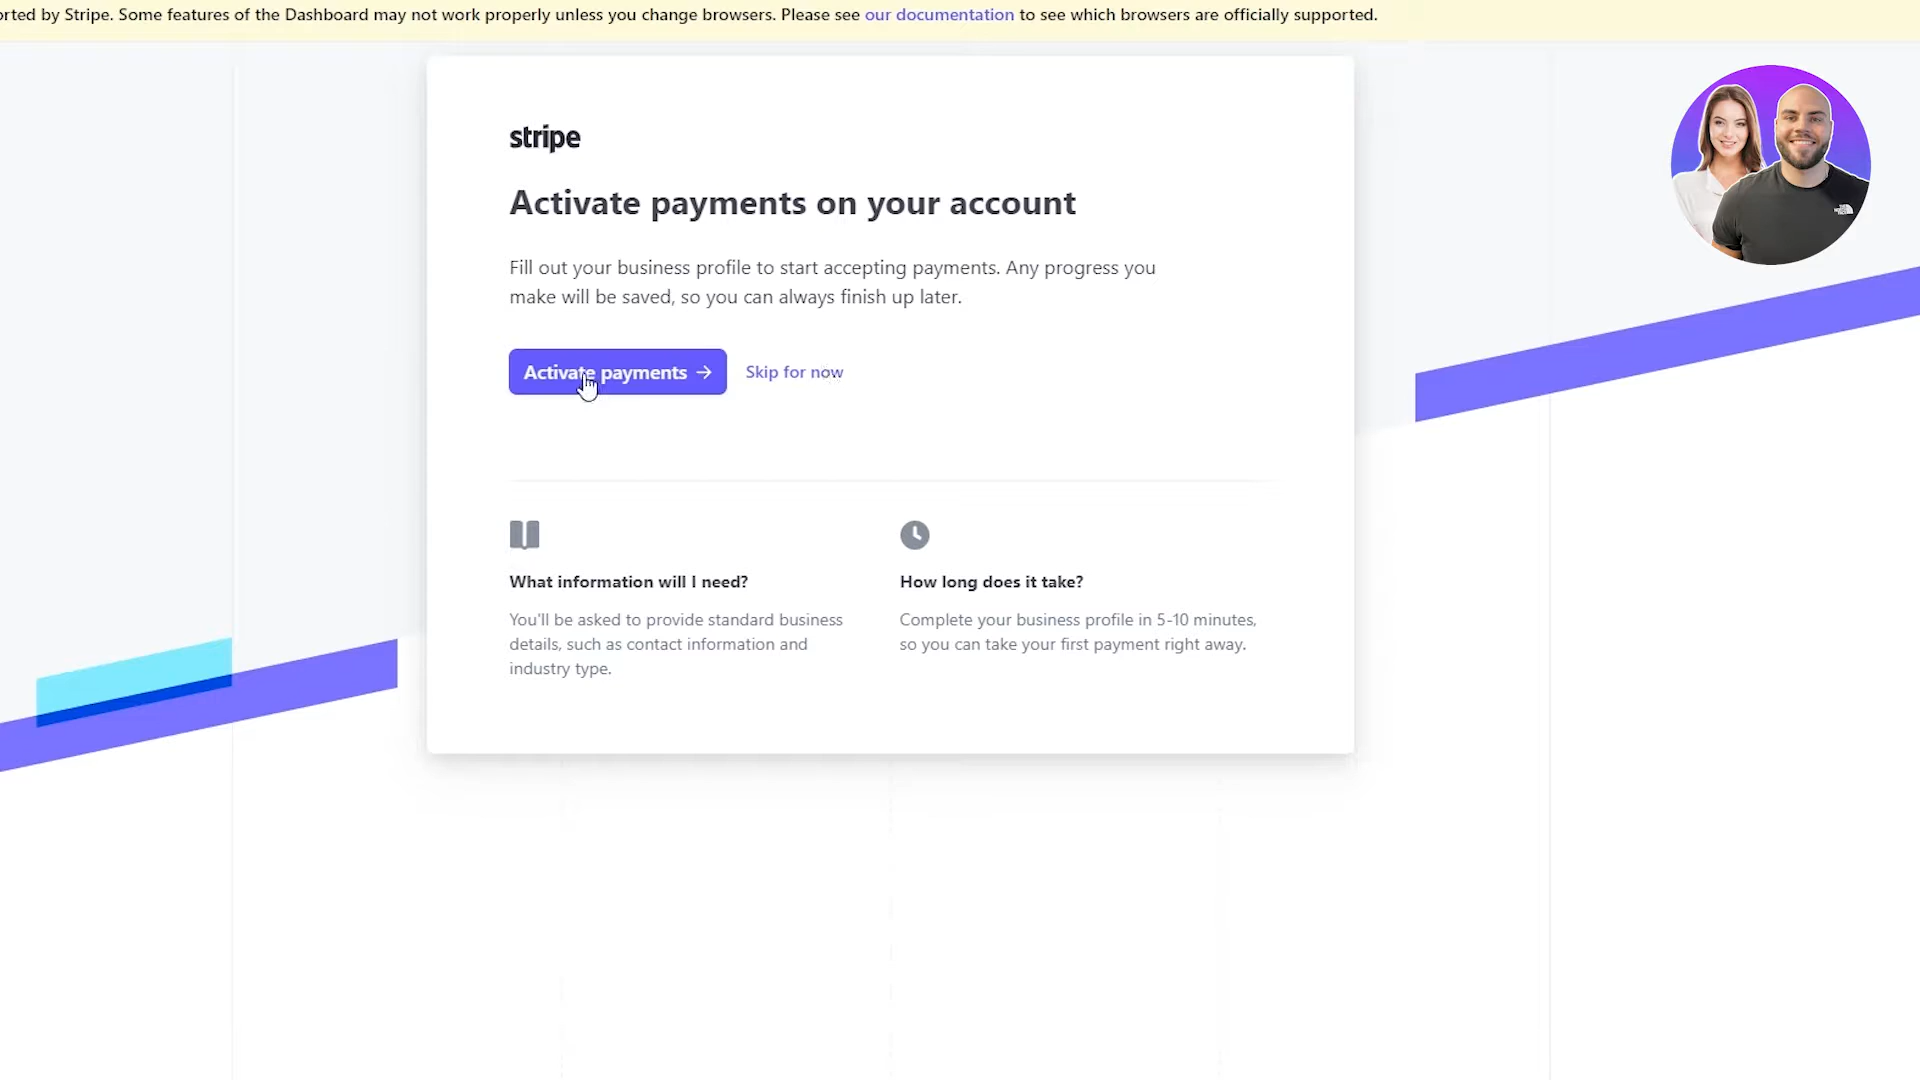 by Stripe. Some features of the Dashboard may not work properly unless you change browsers. Please see our documentation to see which browsers are officially supported.
stripe
Activate payments on your account
Fill out your business profile to start accepting payments. Any progress you
make will be saved, so you can always finish up later.
Activate payments → Skip for now
What information will I need?
You'll be asked to provide standard business
details, such as contact information and
industry type.
How long does it take?
Complete your business profile in 5-10 minutes,
so you can take your first payment right away.